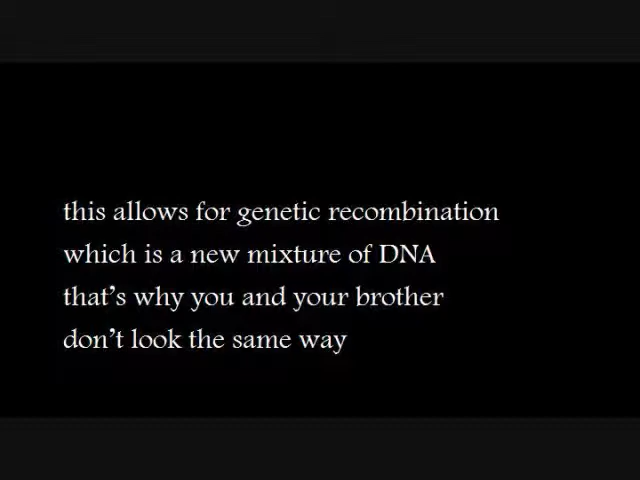 this allows for genetic recombination
which is a new mixture of DNA
that's why you and your brother
don't look the same way